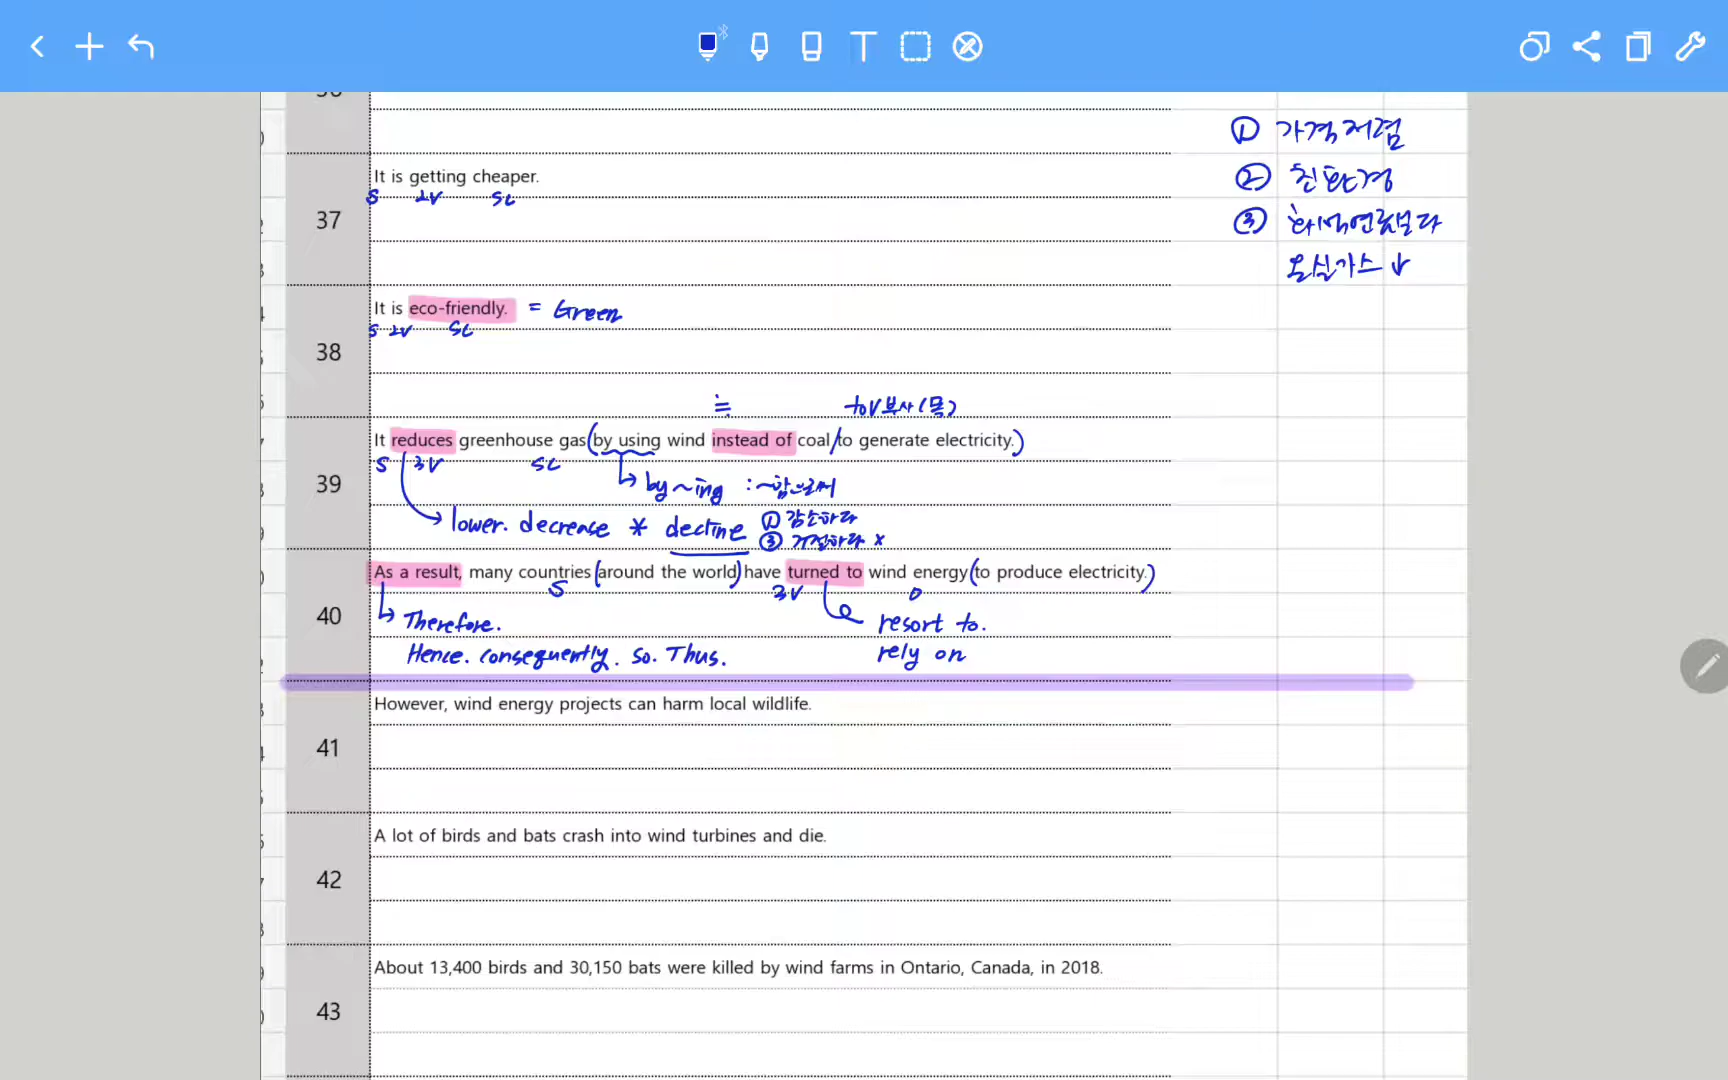 ① 가격 저렴
It is getting cheaper.
② 친환경
S 2V SC
37
③ 화석연료보다
온실가스 ↓
It is eco-friendly. = Green
S 2V SC
38
≒ toV 부사 (목)
It reduces greenhouse gas (by using wind instead of coal / to generate electricity.)
S 3V SC
39
↳ by ~ing : ~함으로써
→ lower. decrease * decline ① 감소하다
③ 거절하다 x
As a result, many countries (around the world) have turned to wind energy (to produce electricity.)
S 3V O
40
↳ Therefore. resort to.
Hence. consequently. so. Thus. rely on
However, wind energy projects can harm local wildlife.
41
A lot of birds and bats crash into wind turbines and die.
42
About 13,400 birds and 30,150 bats were killed by wind farms in Ontario, Canada, in 2018.
43